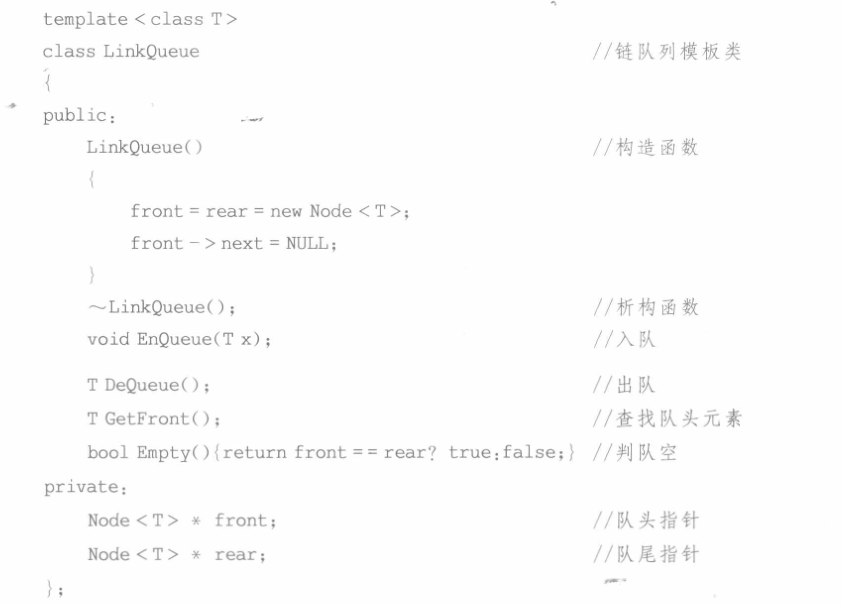 template <class T>
class LinkQueue //链队列模板类
{
public:
LinkQueue() //构造函数
{
front = rear = new Node <T>;
front -> next = NULL;
}
~LinkQueue(); //析构函数
void EnQueue(T x); //入队
T DeQueue(); //出队
T GetFront(); //查找队头元素
bool Empty(){return front == rear? true:false;} //判队空
private:
Node <T> * front; //队头指针
Node <T> * rear; //队尾指针
};